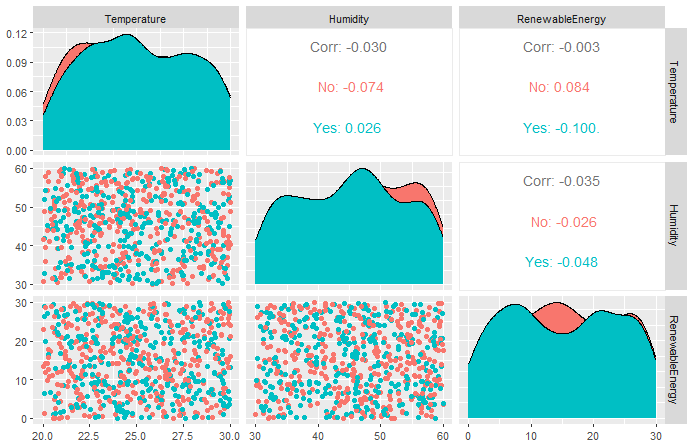 Temperature Humidity RenewableEnergy
0.12
0.09
0.06
0.03
0.00
Corr: -0.030
No: -0.074
Yes: 0.026
Corr: -0.003
No: 0.084
Yes: -0.100.
Temperature
60
50
40
30
Corr: -0.035
No: -0.026
Yes: -0.048
Humidity
30
20
10
0
RenewableEnergy
20.0 22.5 25.0 27.5 30.0 30 40 50 60 0 10 20 30